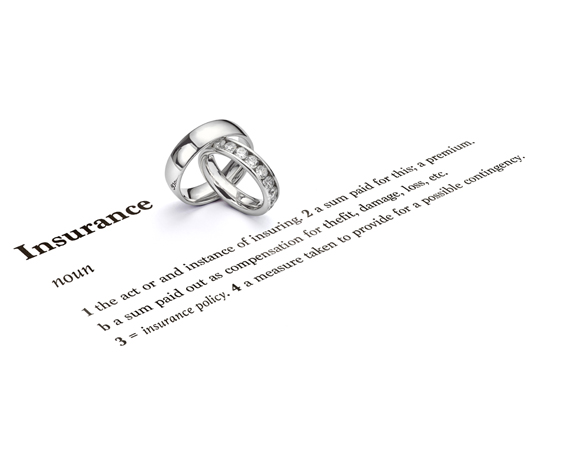 Insurance
noun
1 the act or and instance of insuring. 2 a sum paid for this; a premium.
b a sum paid out as compensation for thefit, damage, loss, etc.
3 = insurance policy. 4 a measure taken to provide for a possible contingency.